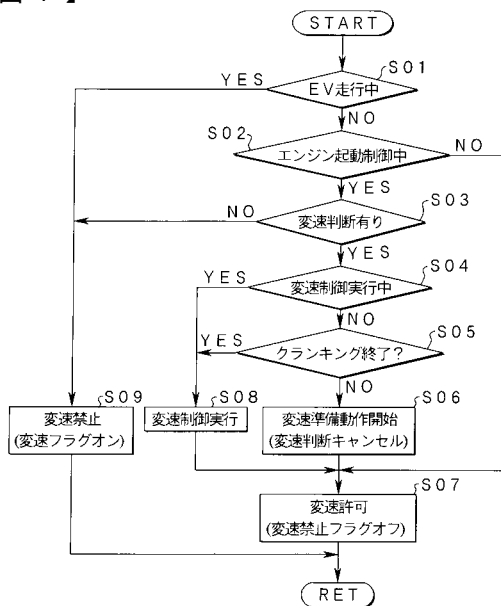 START
S01
YES
EV走行中
NO
S02
エンジン起動制御中
NO
YES
S03
NO
変速判断有り
YES
S04
YES
変速制御実行中
NO
S05
YES
クランキング終了?
NO
S09
変速禁止
(変速フラグオン)
S08
変速制御実行
S06
変速準備動作開始
(変速判断キャンセル)
S07
変速許可
(変速禁止フラグオフ)
RET